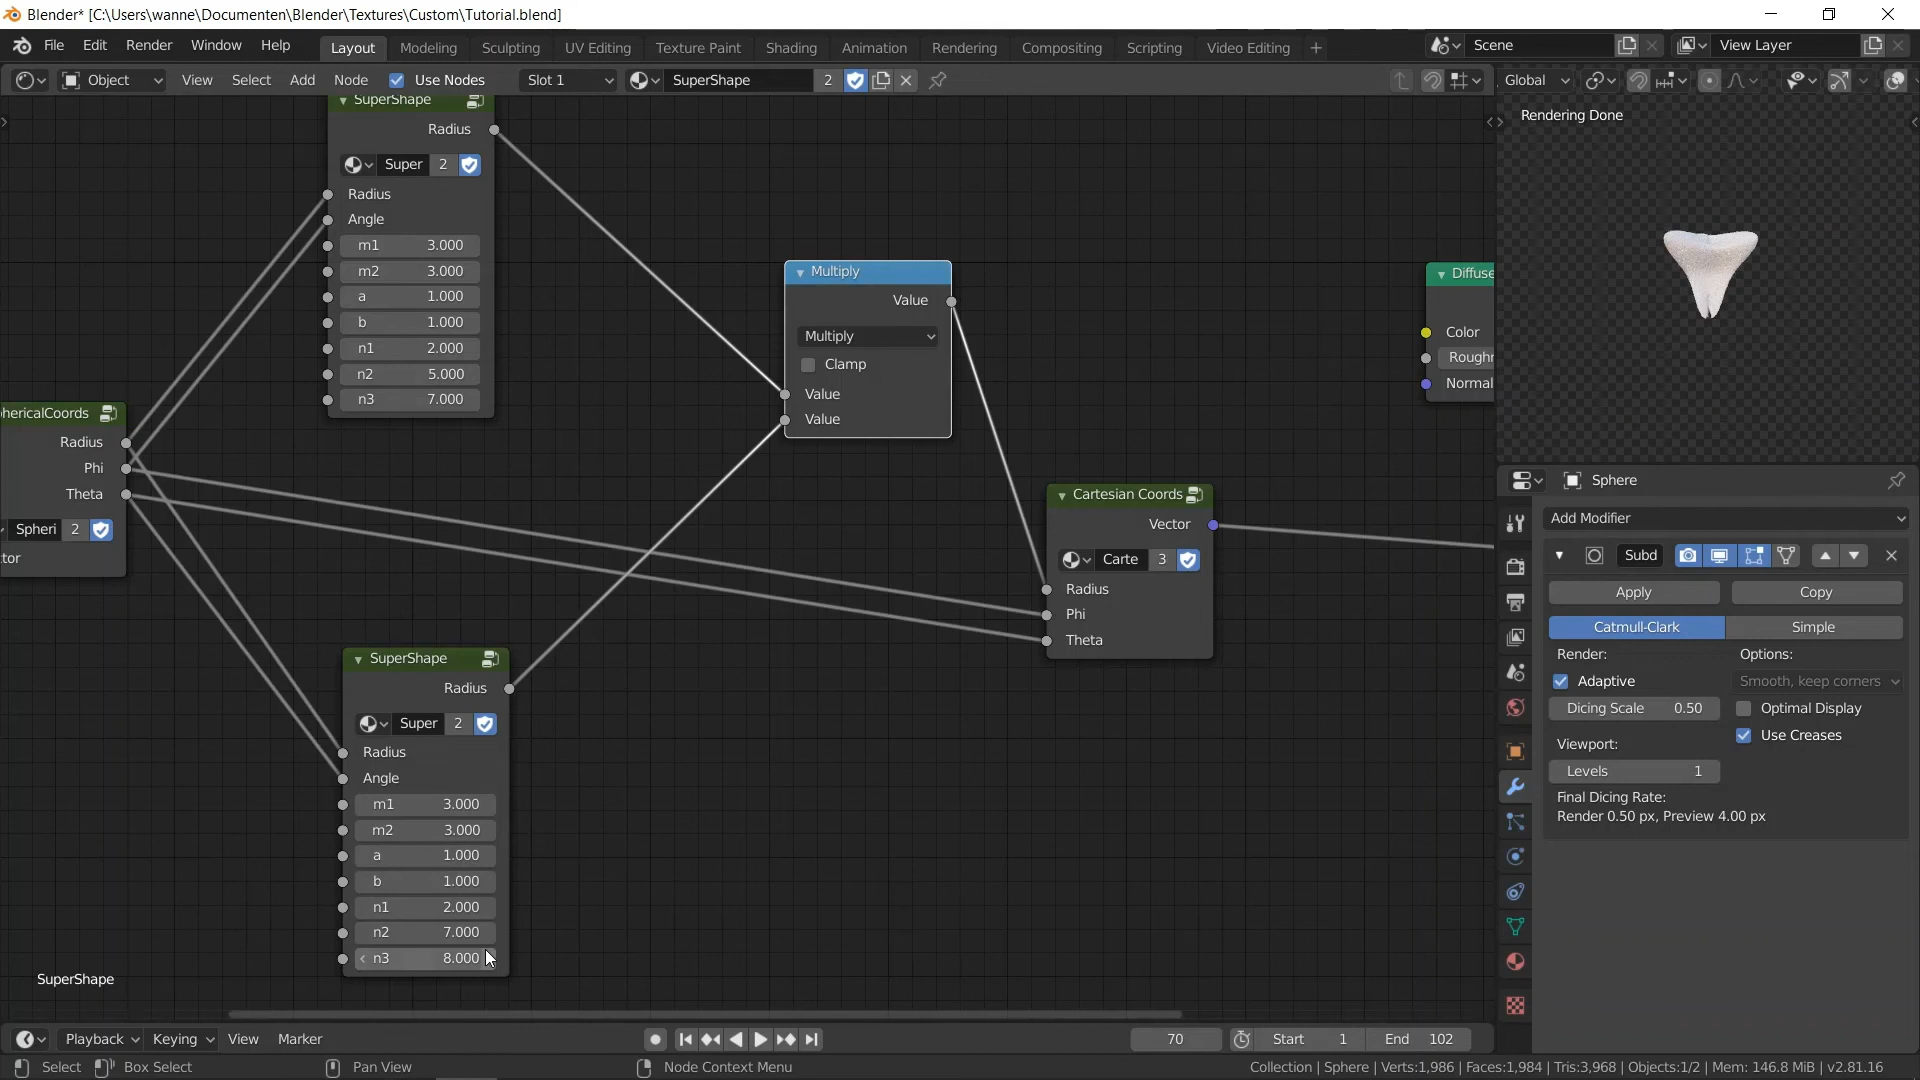 Blender* [C:\Users\wanne\Documenten\Blender\Textures\Custom\Tutorial.blend]
File Edit Render Window Help Layout Modeling Sculpting UV Editing Texture Paint Shading Animation Rendering Compositing Scripting Video Editing Scene View Layer
Object View Select Add Node Use Nodes Slot 1 SuperShape 2 Global
Rendering Done
SuperShape
Radius
Super 2
Radius
Angle
m1 3.000
m2 3.000
a 1.000
b 1.000
n1 2.000
n2 5.000
n3 7.000
Multiply
Value
Multiply
Clamp
Value
Value
Diffuse
Color
Roughr
Normal
hericalCoords
Radius
Phi
Theta
Spheri 2
tor
Cartesian Coords
Vector
Carte 3
Radius
Phi
Theta
SuperShape
Radius
Super 2
Radius
Angle
m1 3.000
m2 3.000
a 1.000
b 1.000
n1 2.000
n2 7.000
n3 8.000
SuperShape
Sphere
Add Modifier
Subd
Apply Copy
Catmull-Clark Simple
Render: Options:
Adaptive Smooth, keep corners
Dicing Scale 0.50 Optimal Display
Use Creases
Viewport:
Levels 1
Final Dicing Rate:
Render 0.50 px, Preview 4.00 px
Playback Keying View Marker 70 Start 1 End 102
Select Box Select Pan View Node Context Menu Collection | Sphere | Verts:1,986 | Faces:1,984 | Tris:3,968 | Objects:1/2 | Mem: 146.8 MiB | v2.81.16